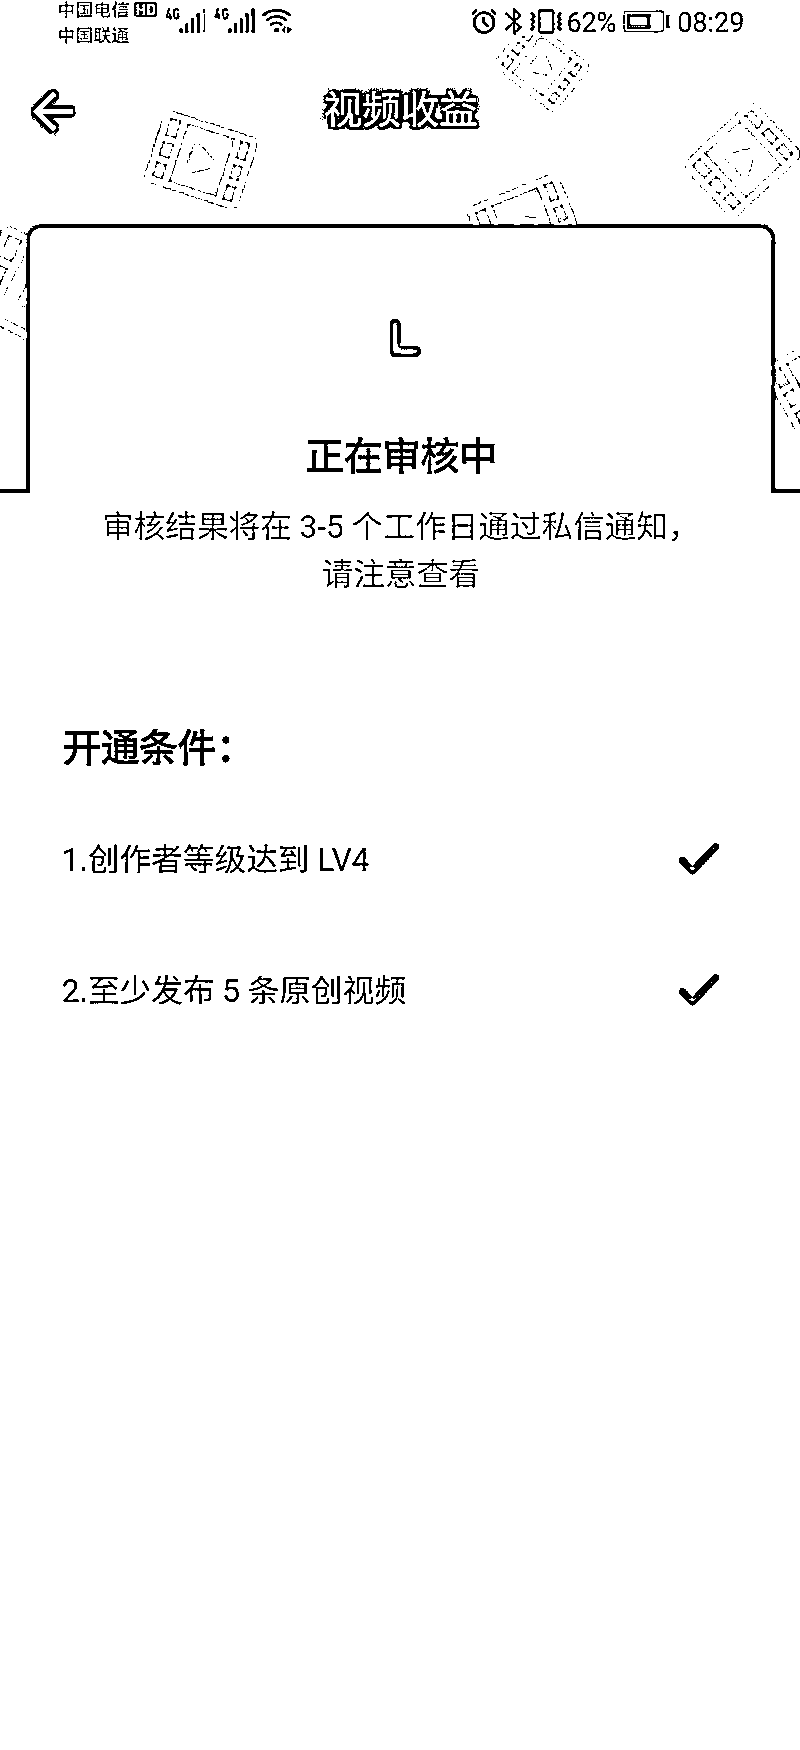 中国电信 HD 4G 4G 62% 08:29
中国联通
视频收益
正在审核中
审核结果将在 3-5 个工作日通过私信通知，
请注意查看
开通条件：
1.创作者等级达到 LV4
2.至少发布 5 条原创视频